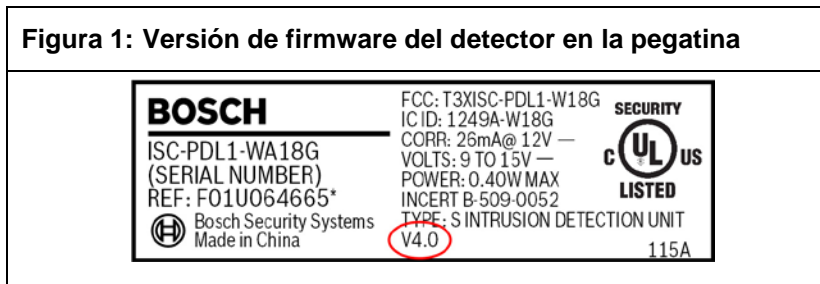 Figura 1: Versión de firmware del detector en la pegatina
BOSCH
ISC-PDL1-WA18G
(SERIAL NUMBER)
REF: F01U064665*
Bosch Security Systems
Made in China
FCC: T3XISC-PDL1-W18G
IC ID: 1249A-W18G
CORR: 26mA@ 12V ⎓
VOLTS: 9 TO 15V ⎓
POWER: 0.40W MAX
INCERT B-509-0052
TYPE: S INTRUSION DETECTION UNIT
V4.0
115A
SECURITY
C UL US
LISTED